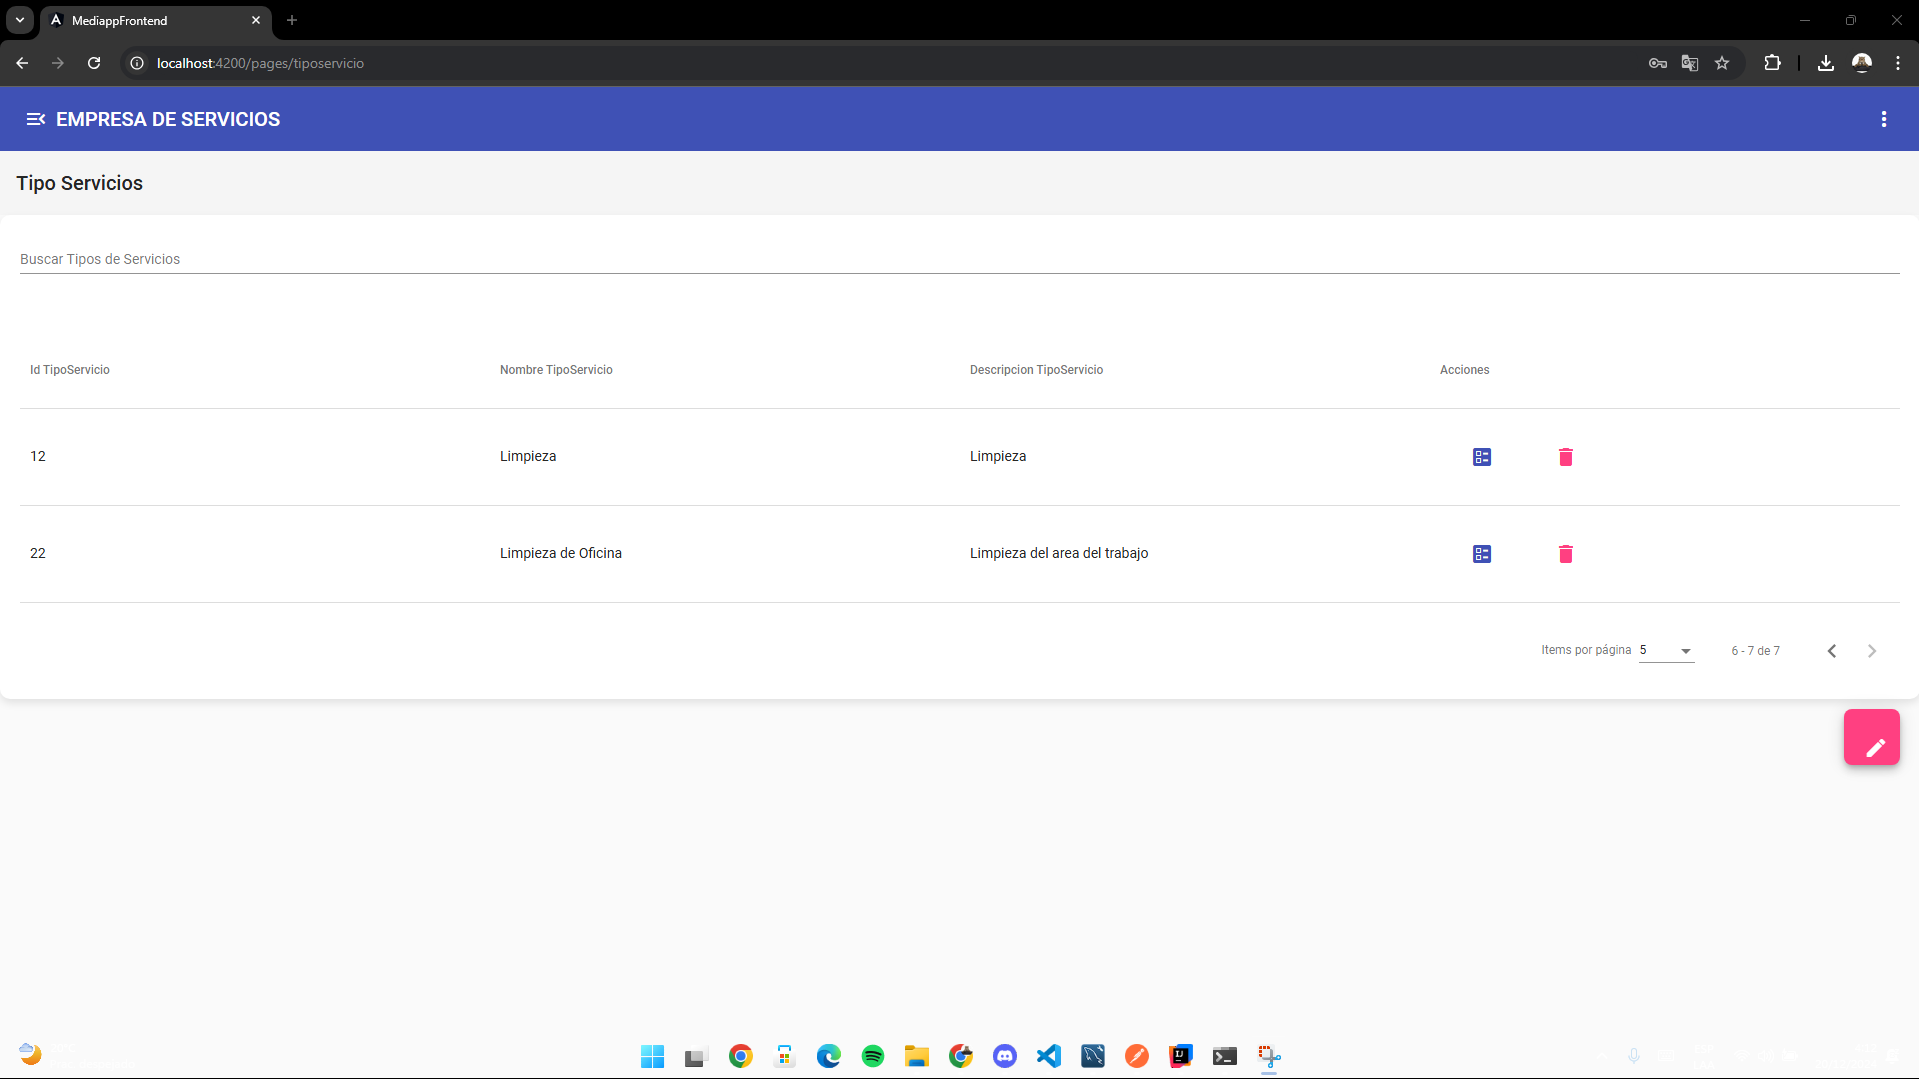 MediappFrontend
localhost:4200/pages/tiposervicio
EMPRESA DE SERVICIOS
Tipo Servicios
Buscar Tipos de Servicios
Id TipoServicio Nombre TipoServicio Descripcion TipoServicio Acciones
12 Limpieza Limpieza
22 Limpieza de Oficina Limpieza del area del trabajo
Items por página 5 6 - 7 de 7